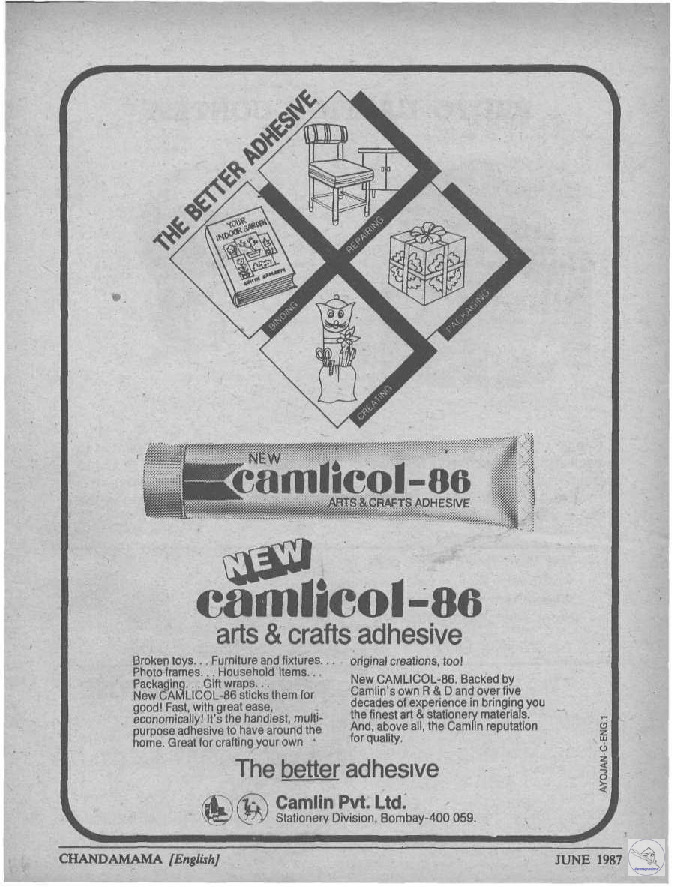 THE BETTER ADHESIVE
REPAIRING
YOUR
INDOOR GARDEN
BINDING
PACKAGING
CREATING
NEW
camlicol-86
ARTS & CRAFTS ADHESIVE
NEW
camlicol-86
arts & crafts adhesive
Broken toys... Furniture and fixtures...
Photo frames... Household items...
Packaging... Gift wraps...
New CAMLICOL-86 sticks them for
good! Fast, with great ease,
economically! It's the handiest, multi-
purpose adhesive to have around the
home. Great for crafting your own
original creations, too!
New CAMLICOL-86. Backed by
Camlin's own R & D and over five
decades of experience in bringing you
the finest art & stationery materials.
And, above all, the Camlin reputation
for quality.
The better adhesive
Camlin Pvt. Ltd.
Stationery Division, Bombay-400 059.
AYOJAN-C-ENG 1
CHANDAMAMA [English]
JUNE 1987